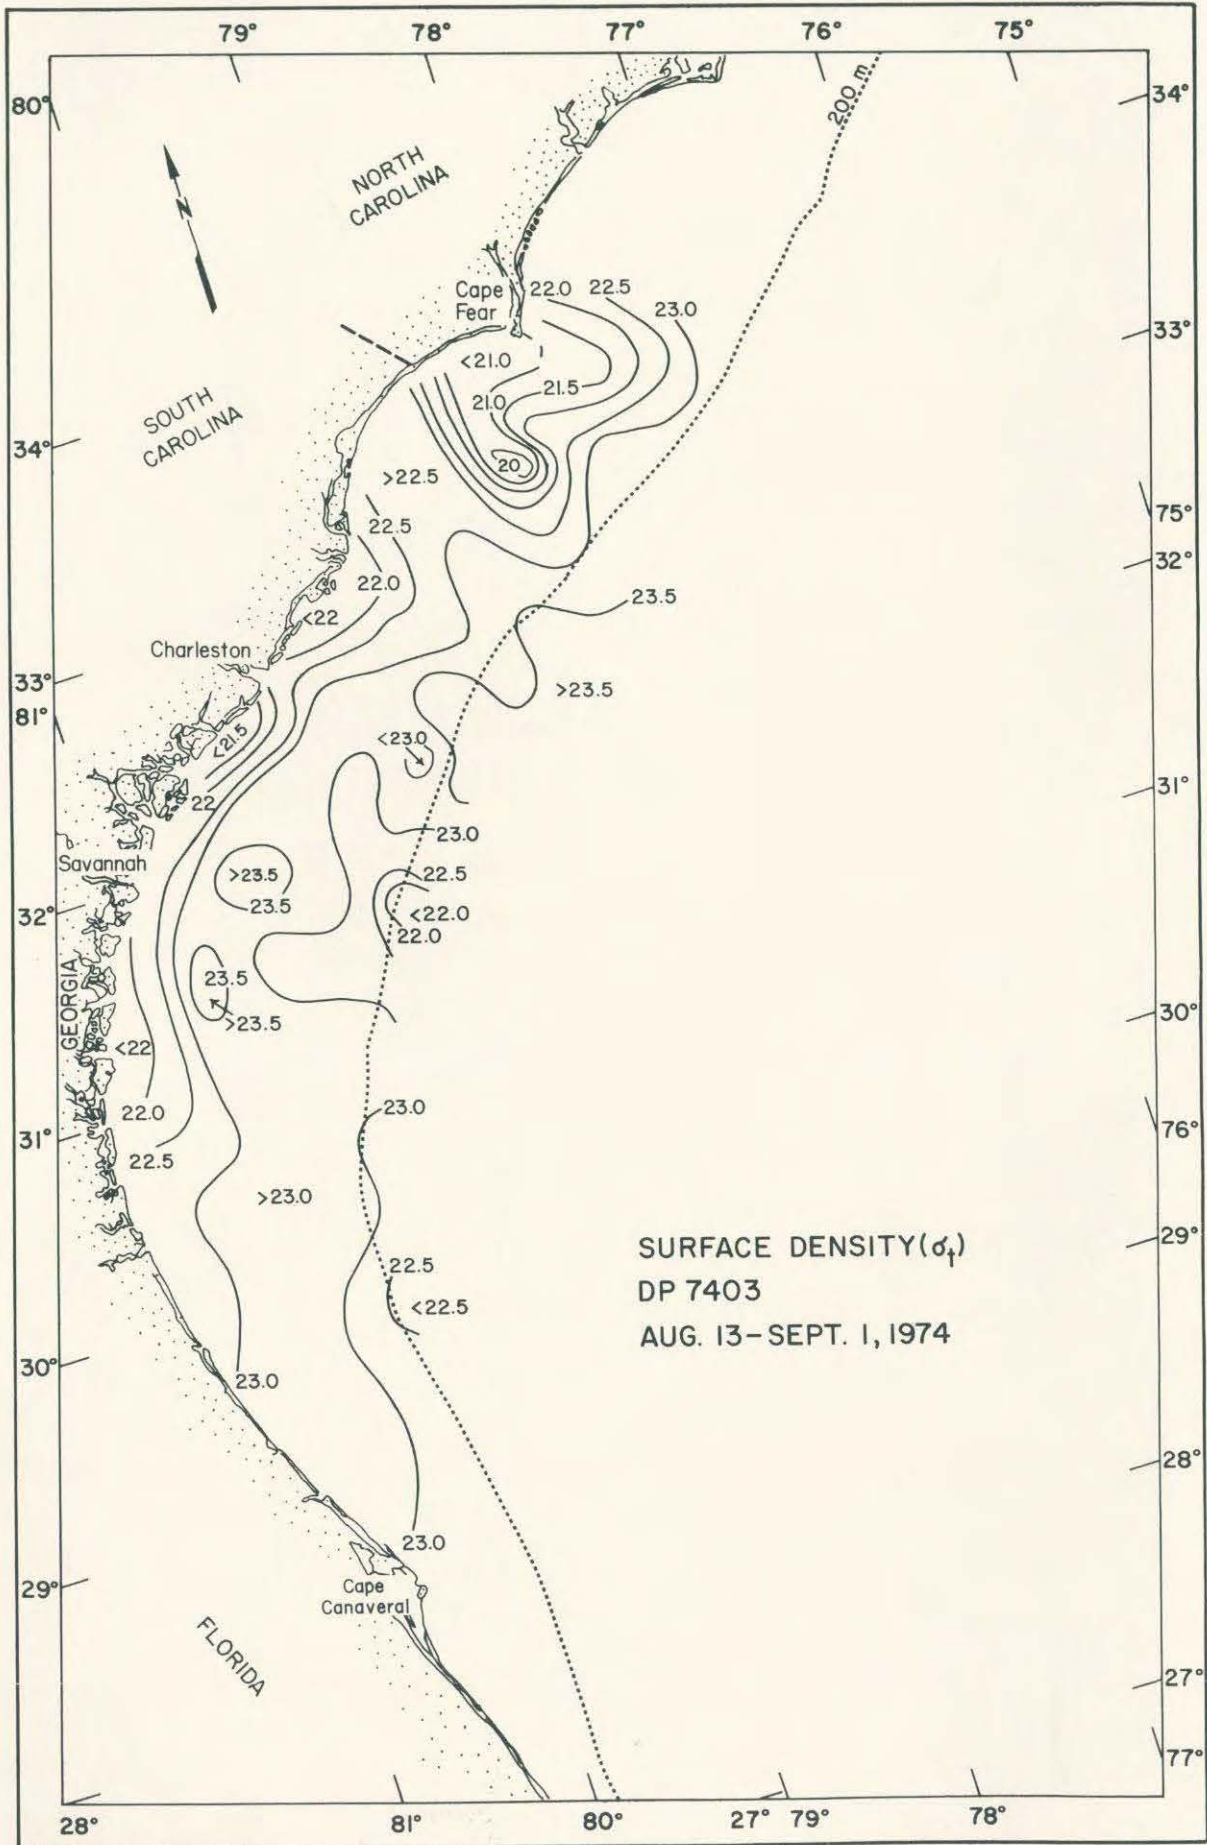 79° 78° 77° 76° 75°
80°
200 m
34°
NORTH
CAROLINA
N
Cape
Fear
22.0
22.5
23.0
33°
<21.0
21.5
21.0
SOUTH
CAROLINA
34°
20
>22.5
75°
22.5
32°
22.0
23.5
<22
Charleston
33°
>23.5
81°
<21.5
<23.0
31°
22
23.0
Savannah
>23.5
22.5
23.5
<22.0
32°
22.0
23.5
GEORGIA
>23.5
30°
<22
23.0
22.0
76°
31°
22.5
>23.0
29°
SURFACE DENSITY(σt)
22.5
<22.5
DP 7403
AUG. 13–SEPT. 1, 1974
30°
23.0
28°
23.0
29°
Cape
Canaveral
FLORIDA
27°
77°
28° 81° 80° 27° 79° 78°